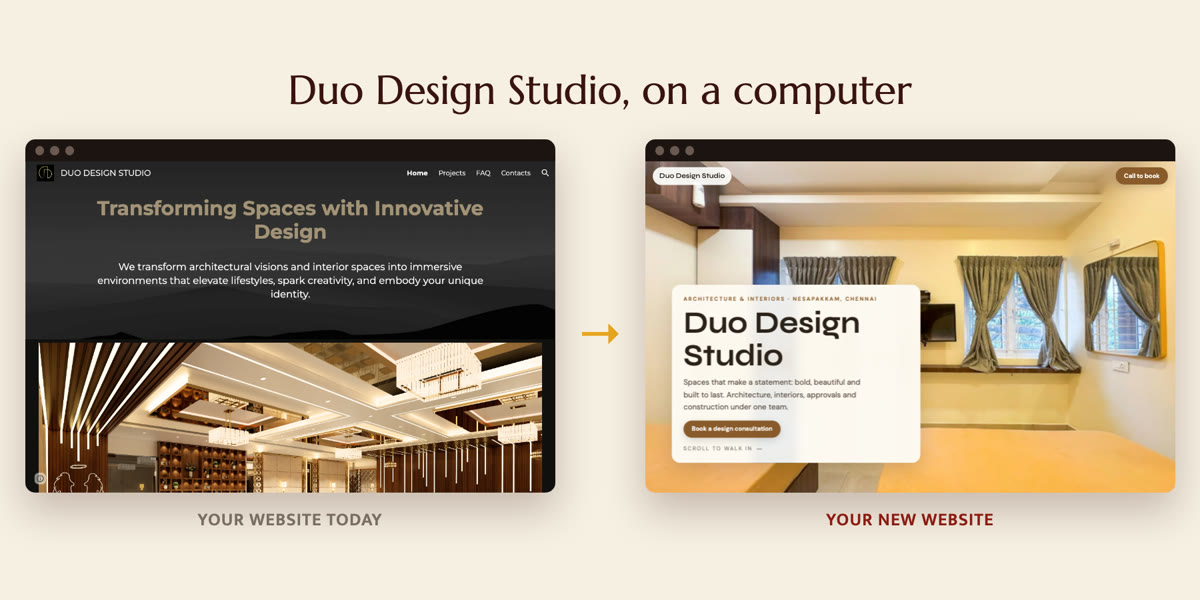 Duo Design Studio, on a computer
DUO DESIGN STUDIO
Home Projects FAQ Contacts
Transforming Spaces with Innovative
Design
We transform architectural visions and interior spaces into immersive
environments that elevate lifestyles, spark creativity, and embody your unique
identity.
YOUR WEBSITE TODAY
Duo Design Studio
Call to book
ARCHITECTURE & INTERIORS · NESAPAKKAM, CHENNAI
Duo Design
Studio
Spaces that make a statement: bold, beautiful and
built to last. Architecture, interiors, approvals and
construction under one team.
Book a design consultation
SCROLL TO WALK IN —
YOUR NEW WEBSITE